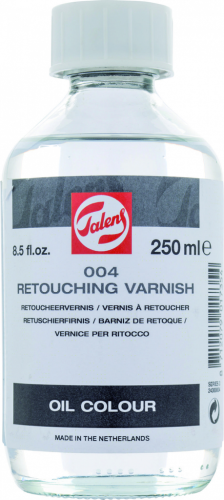 Talens
8.5 fl.oz. 250 ml ℮
004
RETOUCHING VARNISH
RETOUCHEERVERNIS / VERNIS À RETOUCHER
RETUSCHIERFIRNIS / BARNIZ DE RETOQUE /
VERNICE PER RITOCCO
OIL COLOUR
MADE IN THE NETHERLANDS